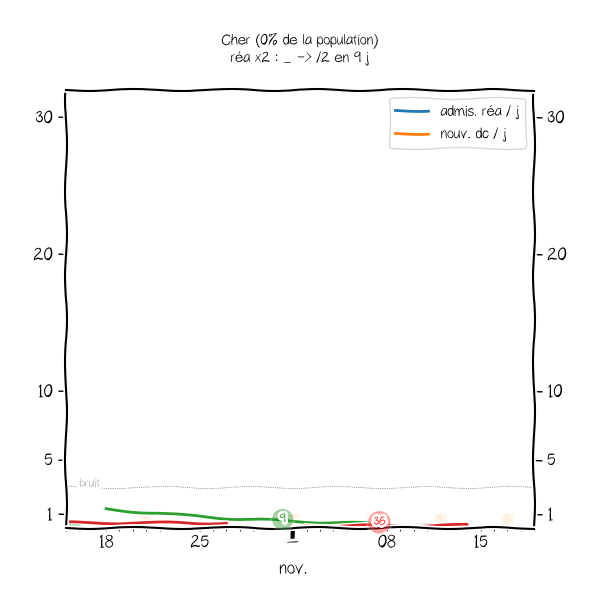 Cher (0% de la population)
réa x2 : _ -> /2 en 9 j
admis. réa / j
nouv. dc / j
30 30
20 20
10 10
5 5
bruit
1 1
9 36
18 25 1 08 15
nov.